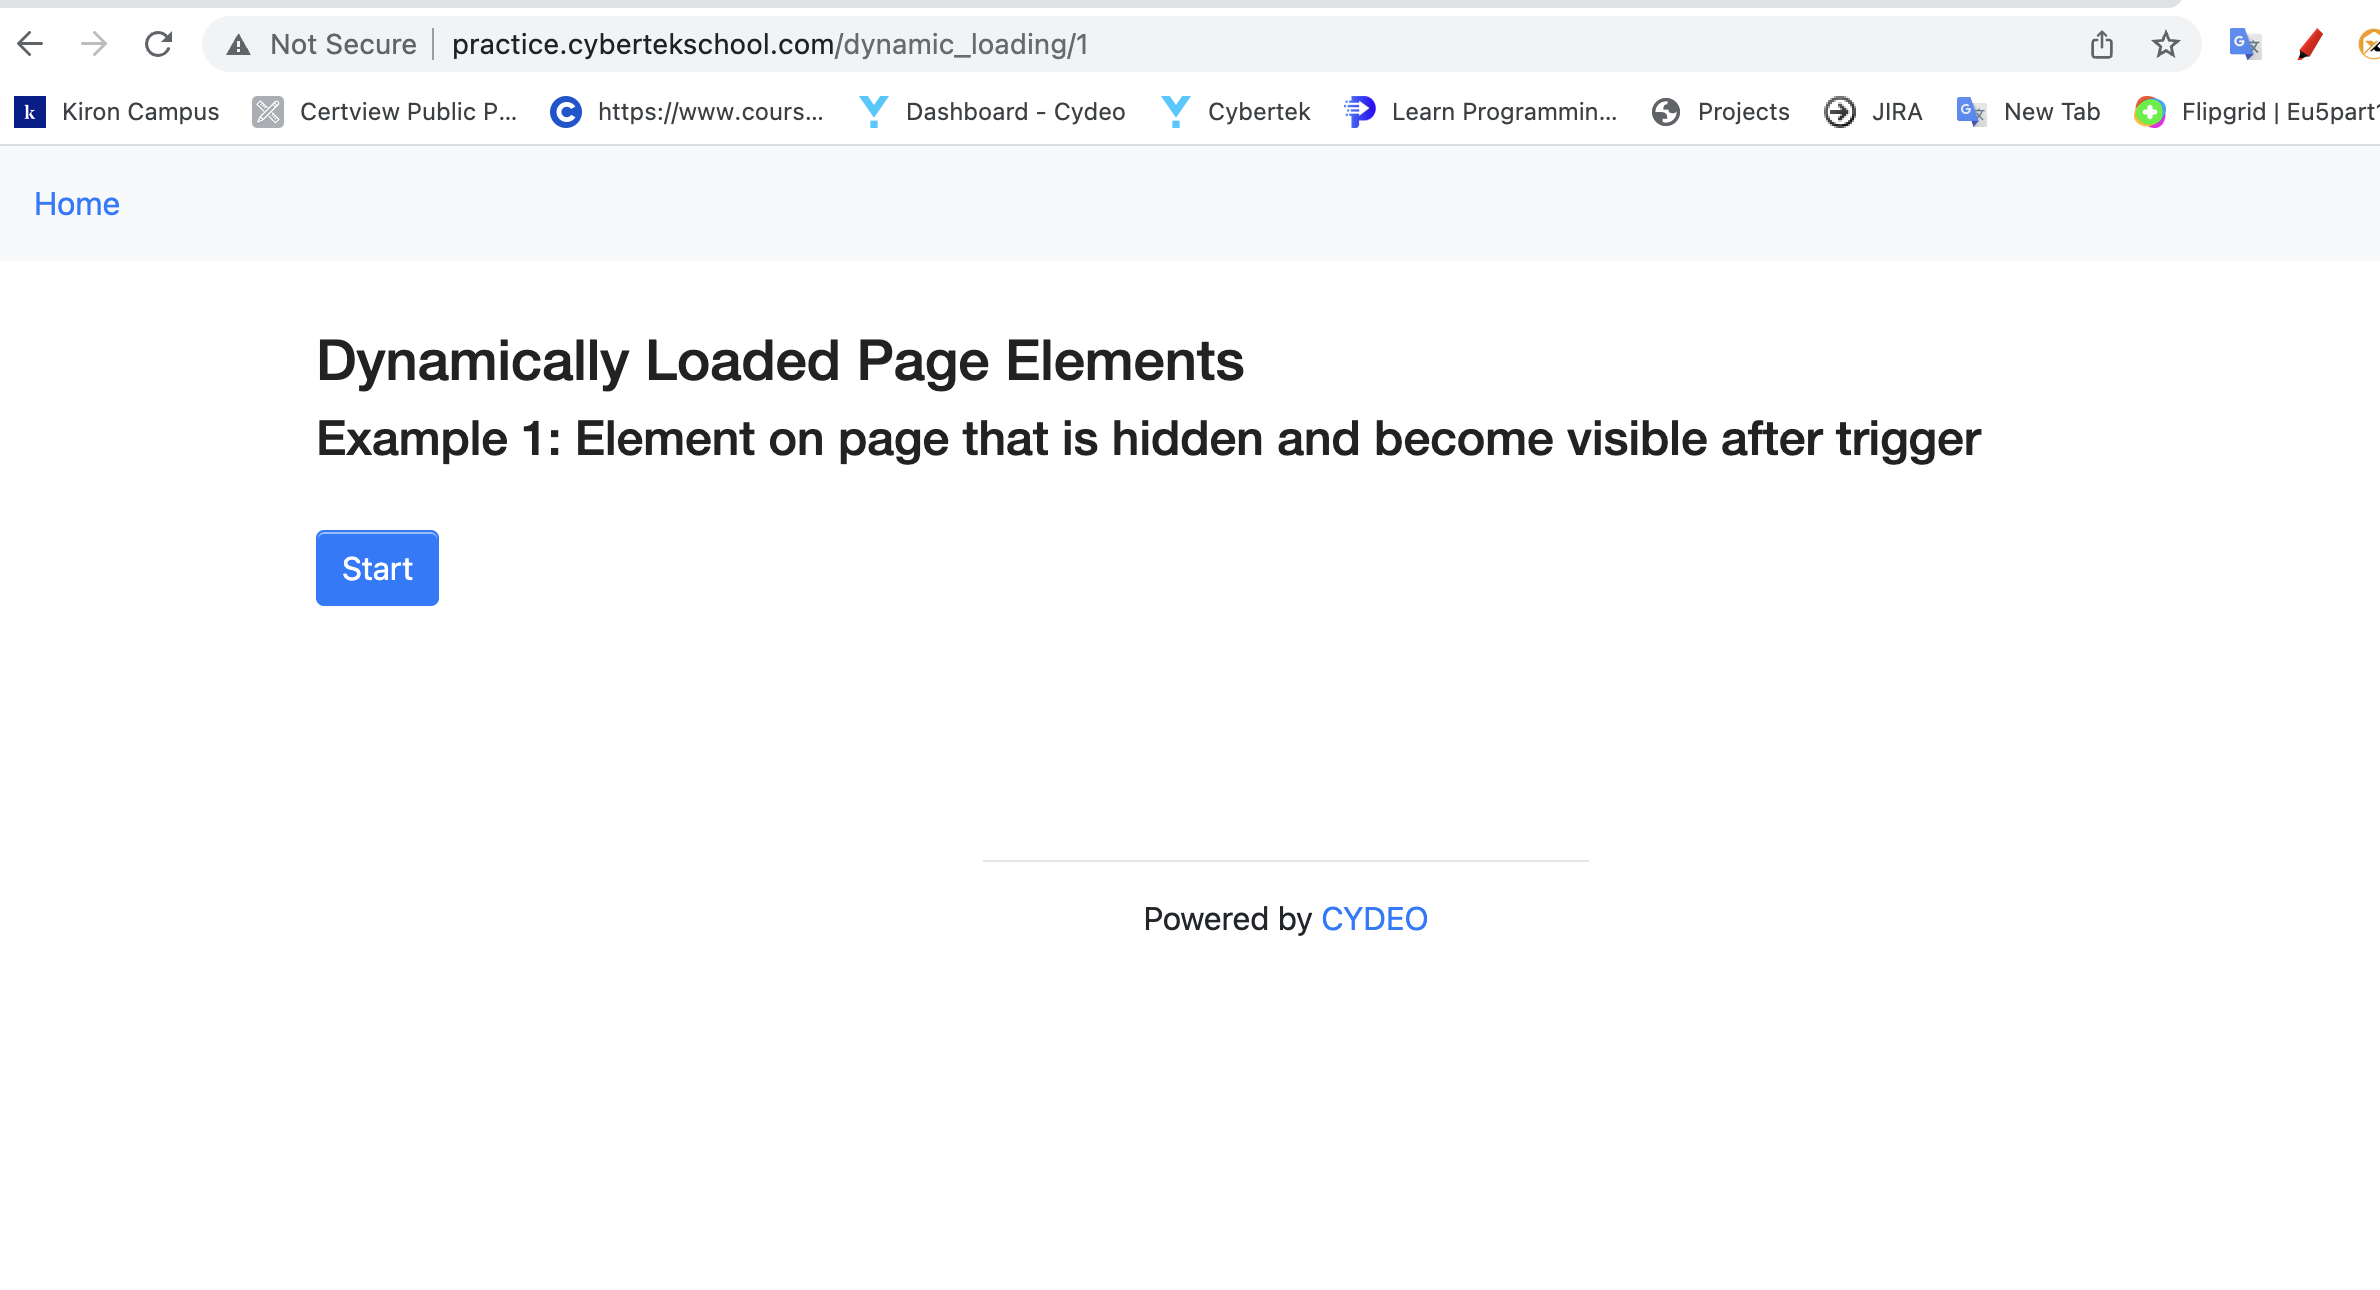 Not Secure practice.cybertekschool.com/dynamic_loading/1
k Kiron Campus Certview Public P... C https://www.cours... Dashboard - Cydeo Cybertek Learn Programmin... Projects JIRA New Tab Flipgrid | Eu5part1
Home
Dynamically Loaded Page Elements
Example 1: Element on page that is hidden and become visible after trigger
Start
Powered by CYDEO